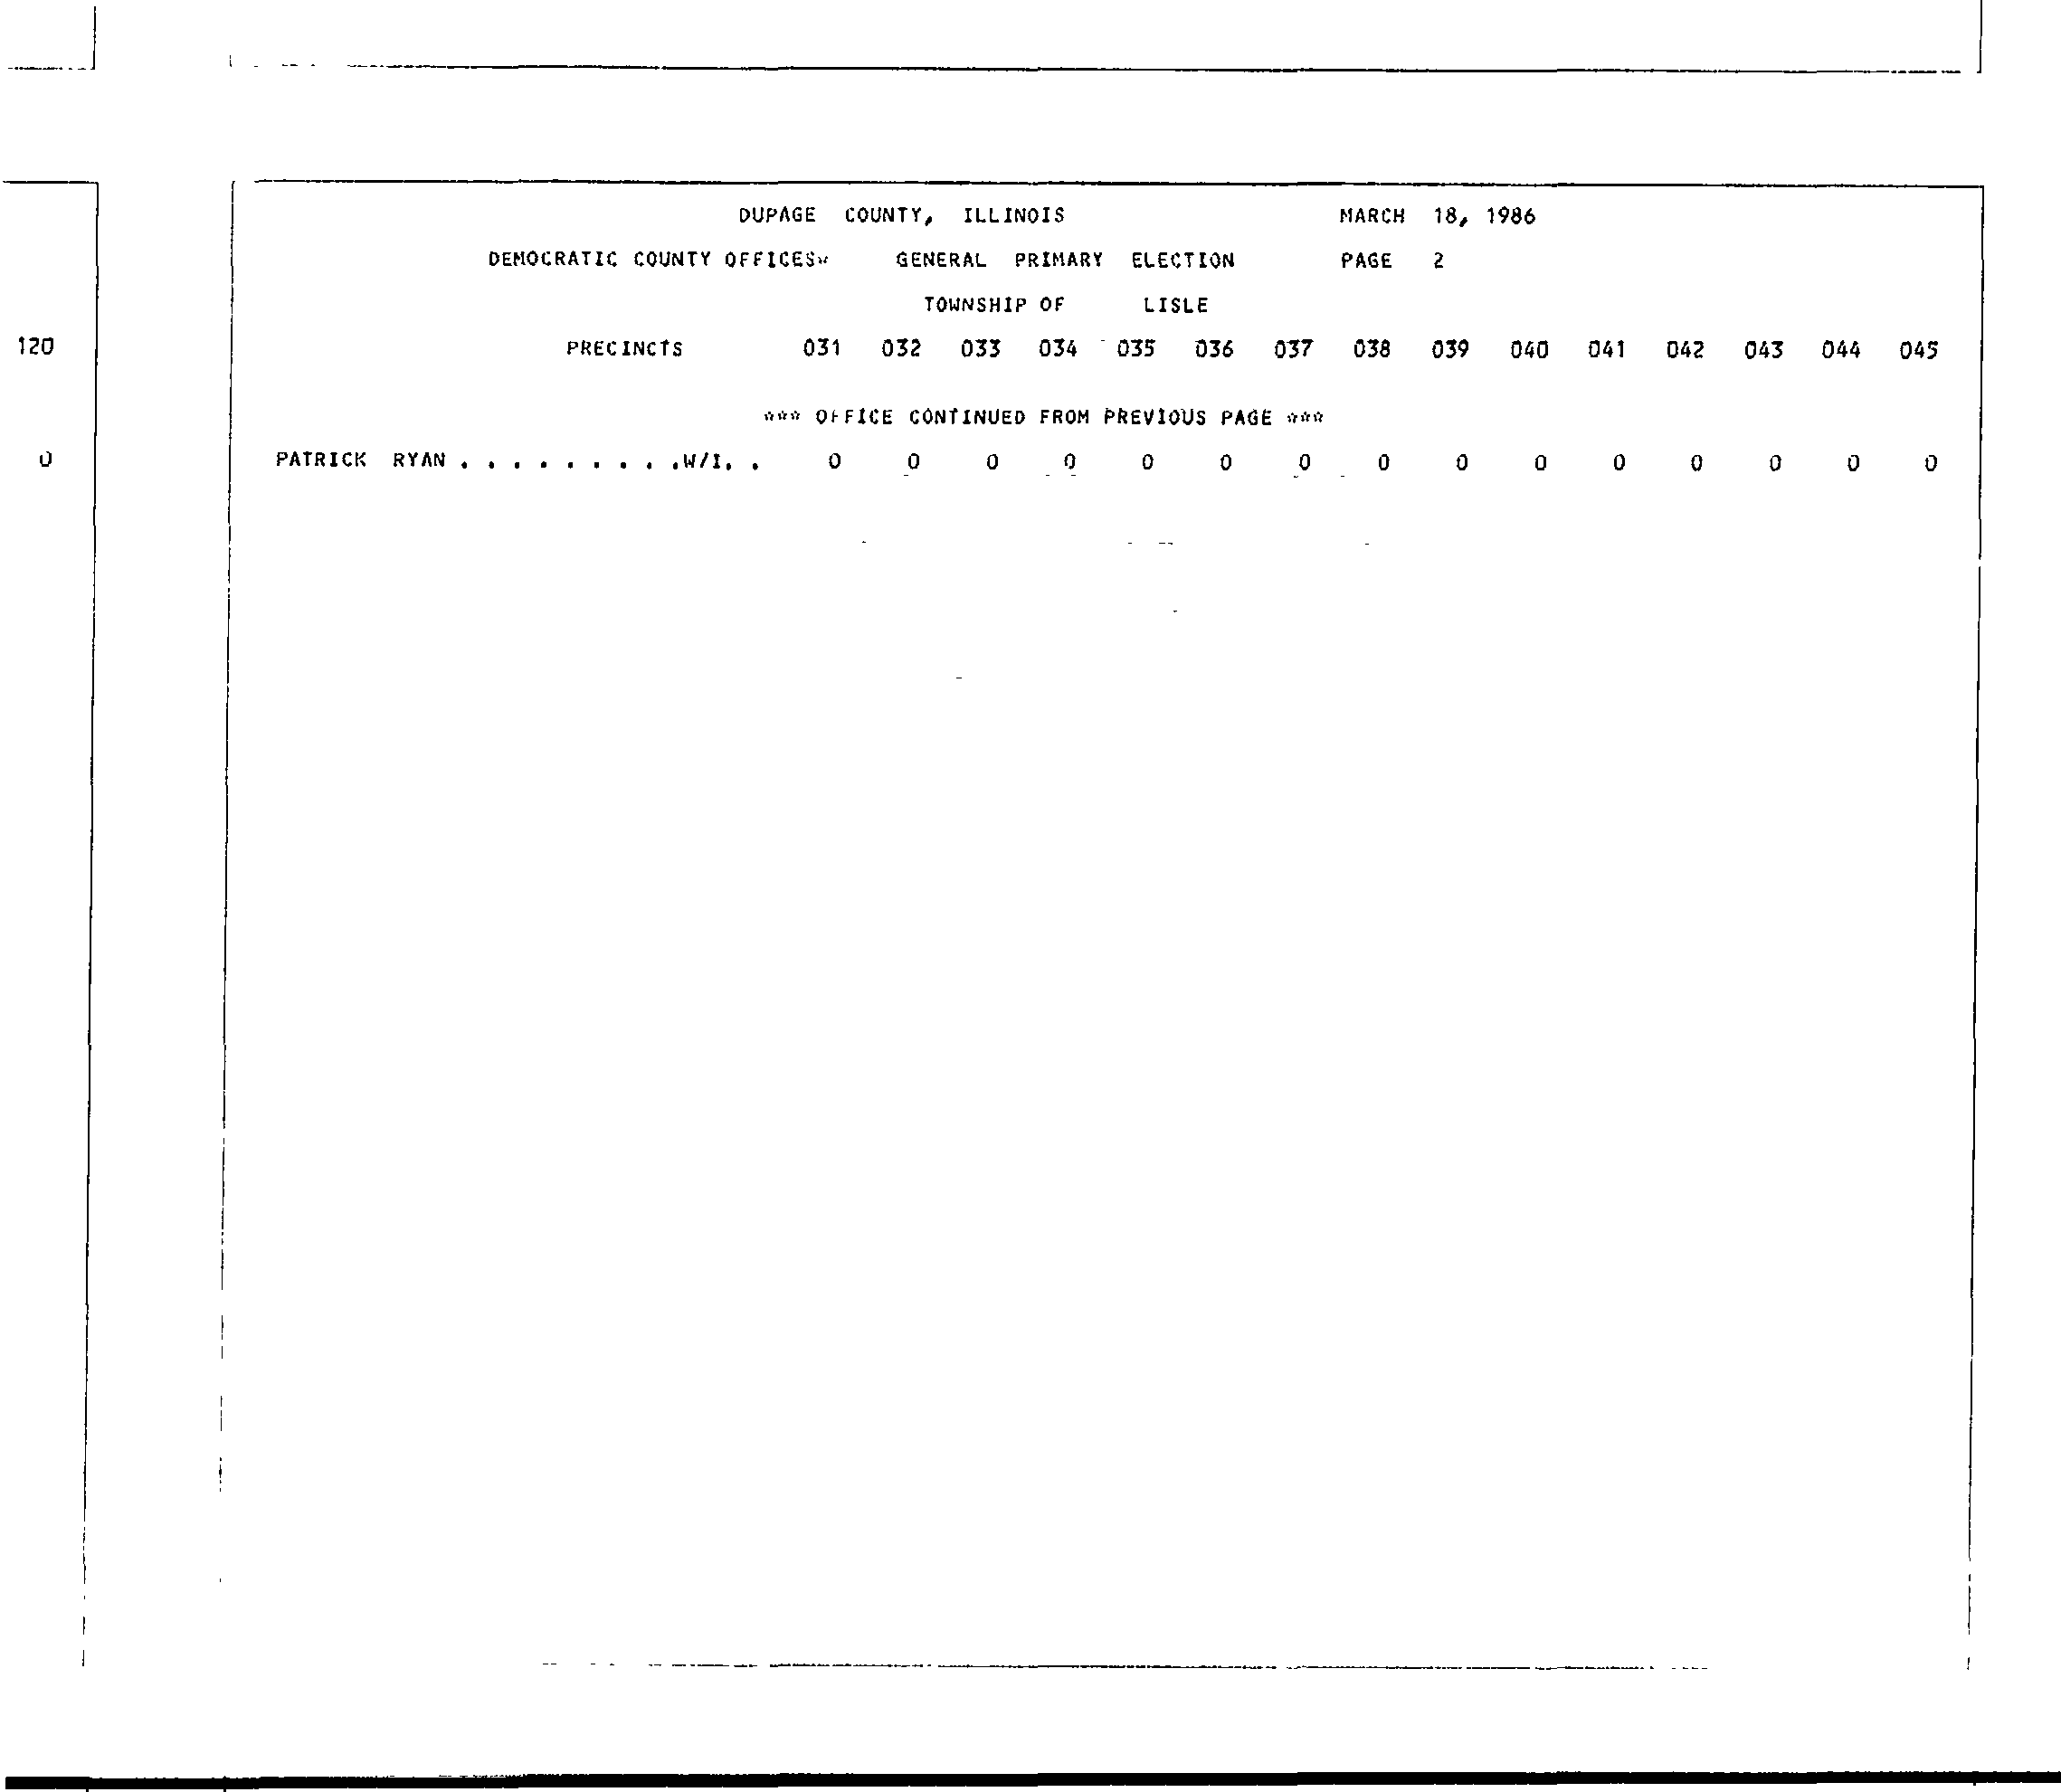 DUPAGE COUNTY, ILLINOIS MARCH 18, 1986
DEMOCRATIC COUNTY OFFICES* GENERAL PRIMARY ELECTION PAGE 2
TOWNSHIP OF LISLE
120
PRECINCTS 031 032 033 034 035 036 037 038 039 040 041 042 043 044 045
*** OFFICE CONTINUED FROM PREVIOUS PAGE ***
0
PATRICK RYAN . . . . . . . . .W/I. . 0 0 0 0 0 0 0 0 0 0 0 0 0 0 0